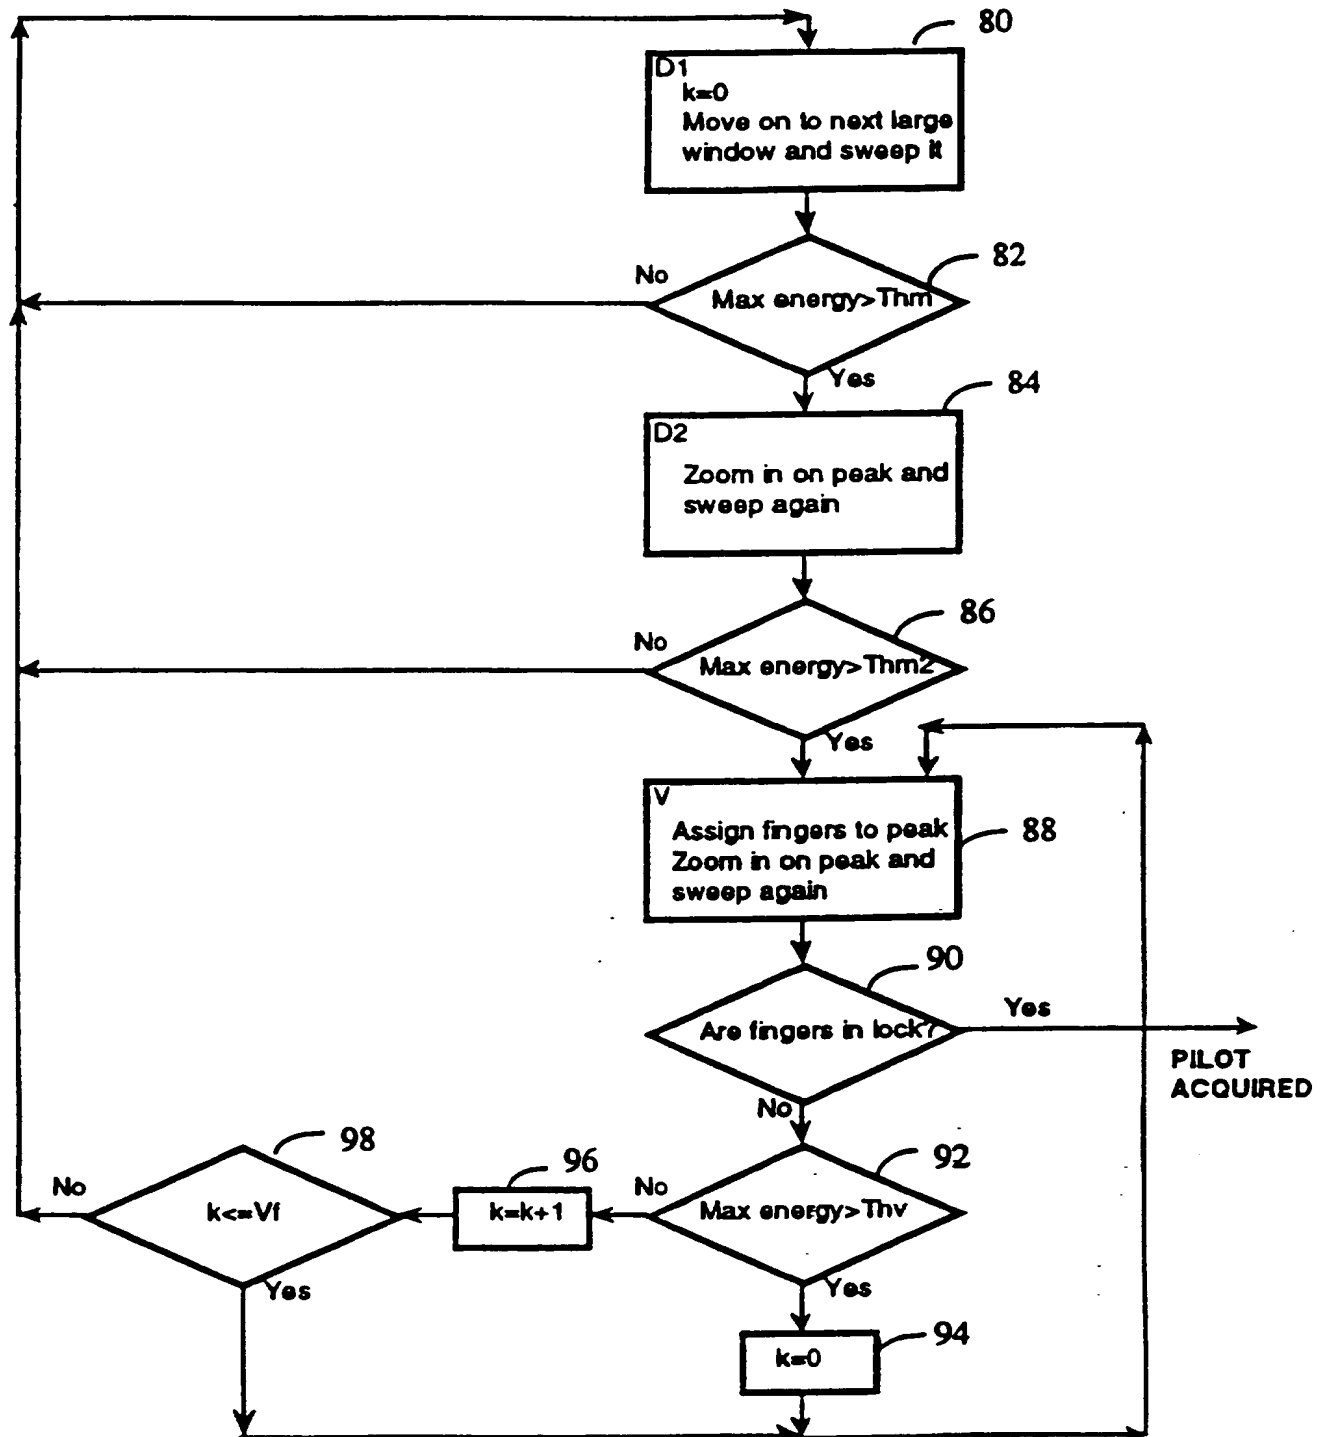 80
D1
k=0
Move on to next large
window and sweep it
82
No
Max energy>Thm
Yes
84
D2
Zoom in on peak and
sweep again
86
No
Max energy>Thm2
Yes
V
Assign fingers to peak
Zoom in on peak and
sweep again
88
90
Are fingers in lock?
Yes
PILOT
ACQUIRED
No
98
No
k<=Vf
Yes
96
k=k+1
92
No
Max energy>Thv
Yes
94
k=0